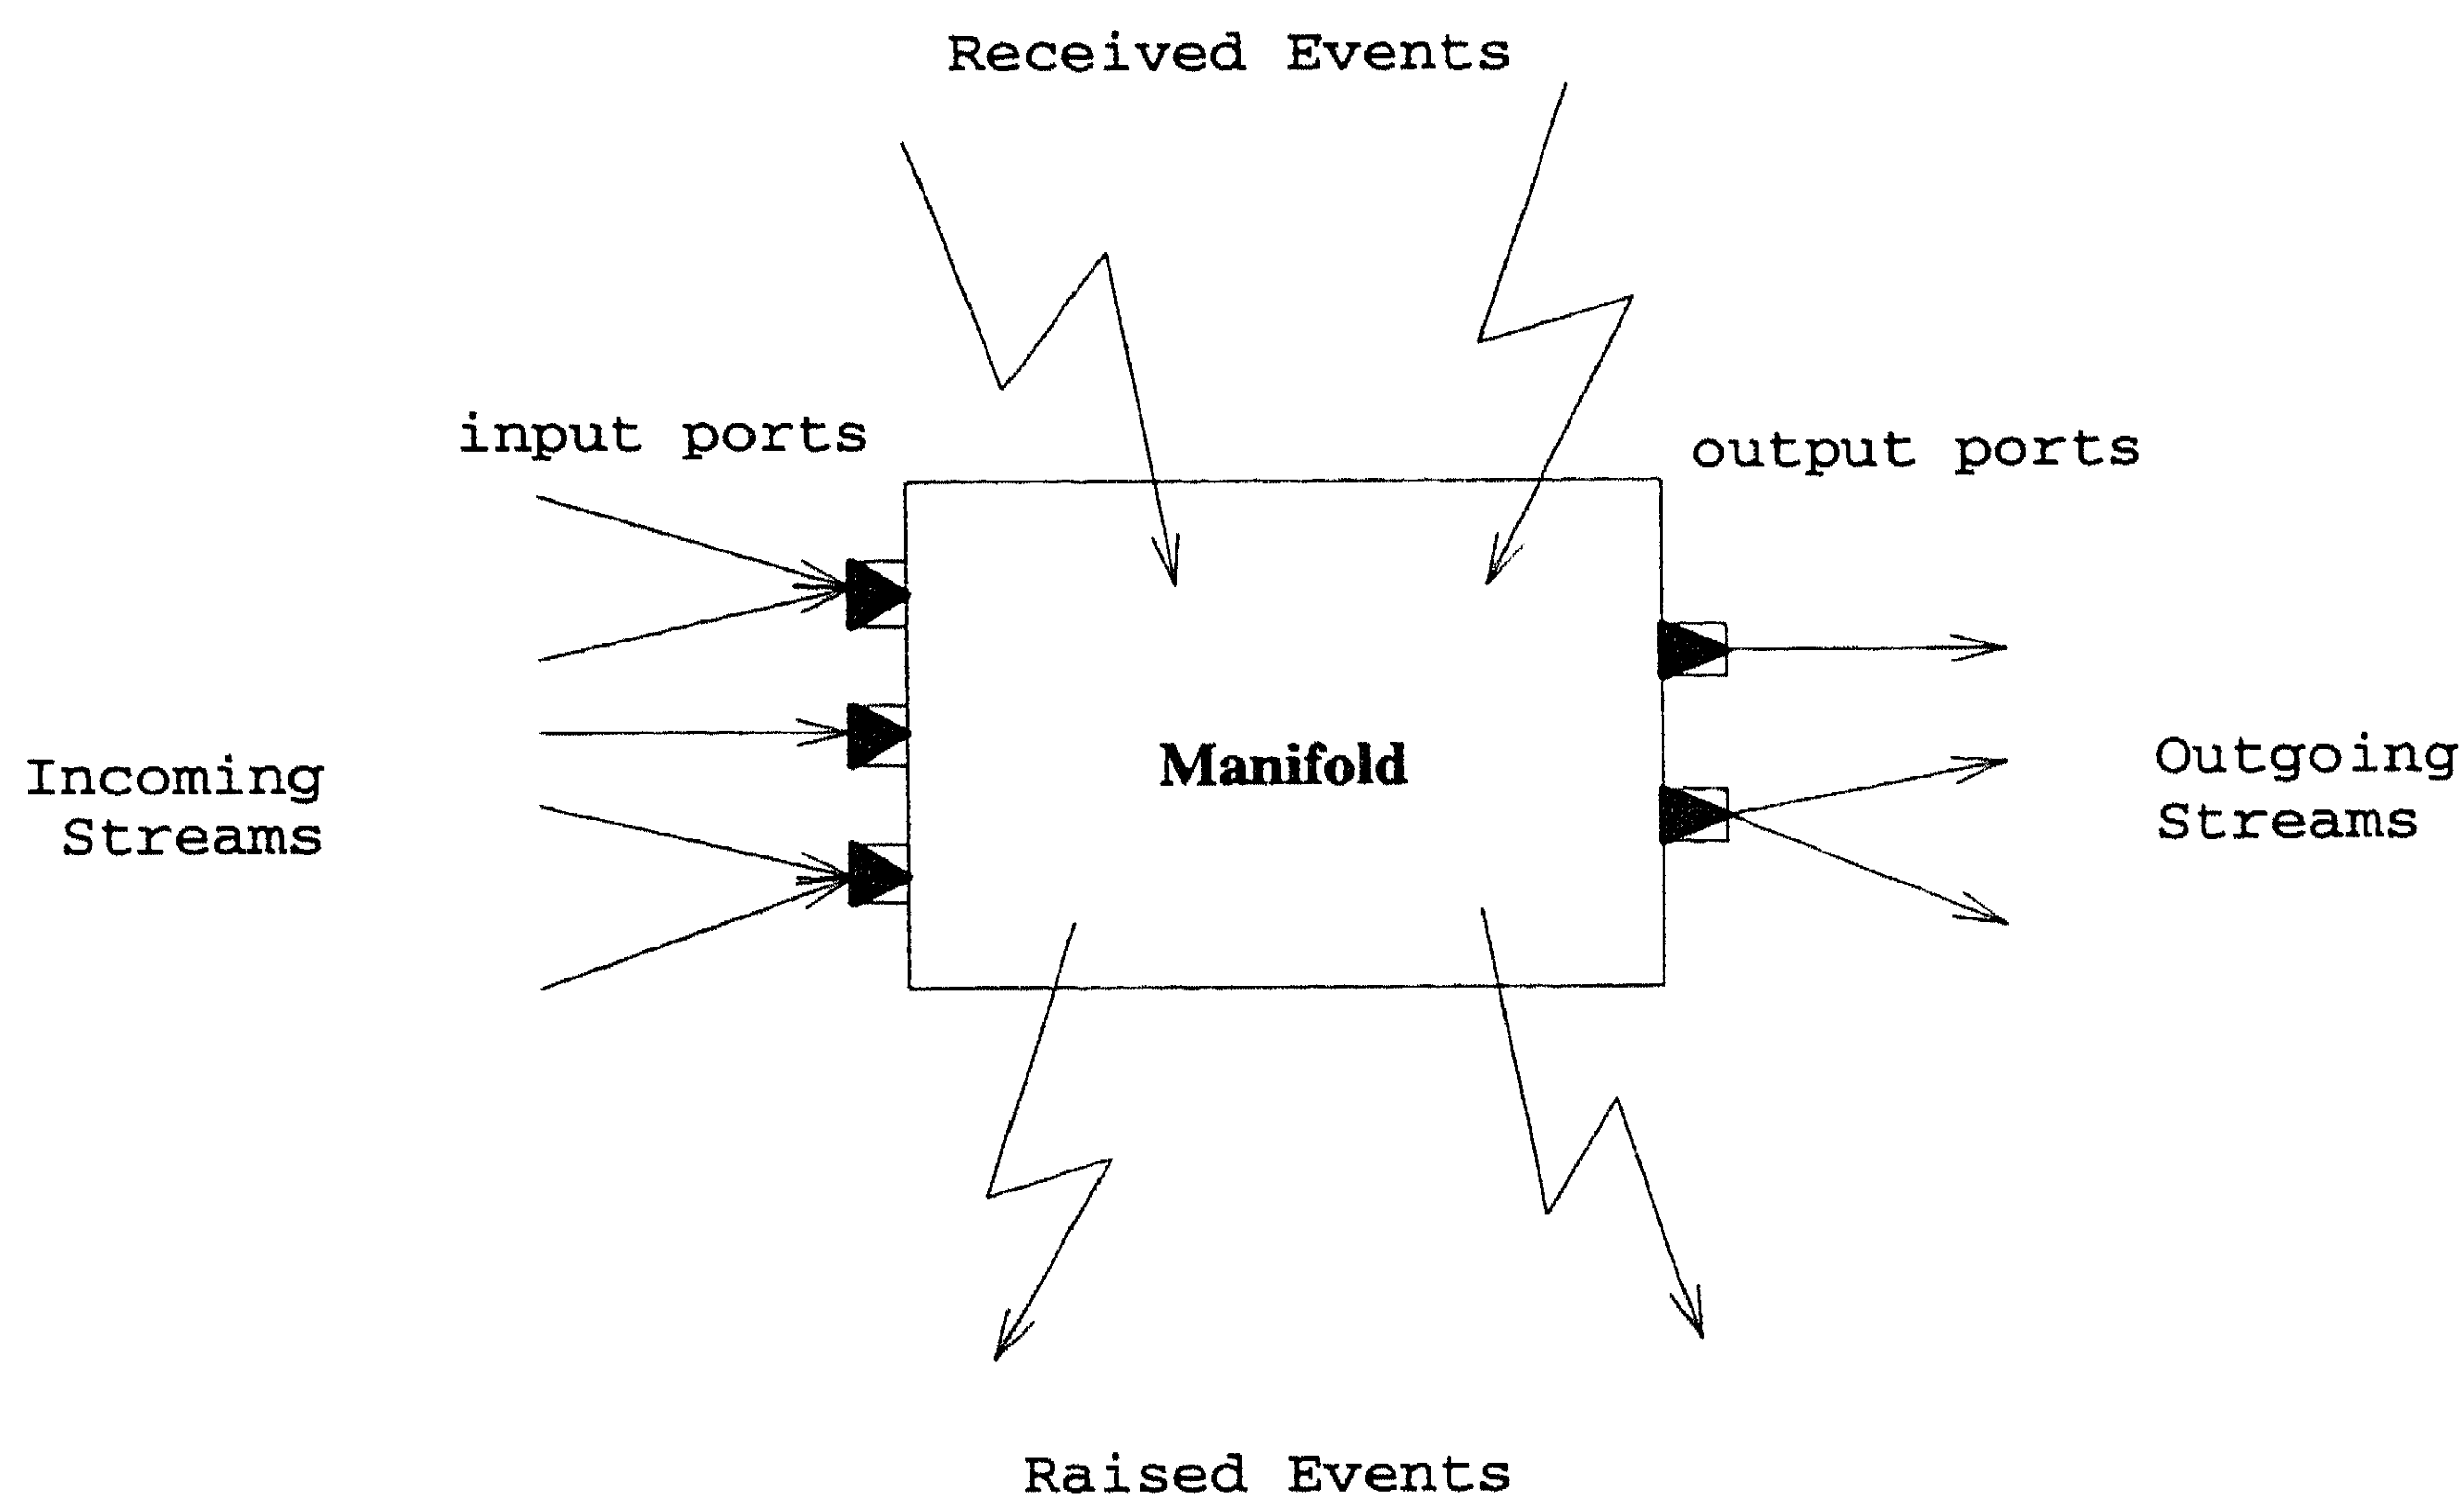 Received Events
input ports
output ports
Incoming
Streams
Manifold
Outgoing
Streams
Raised Events